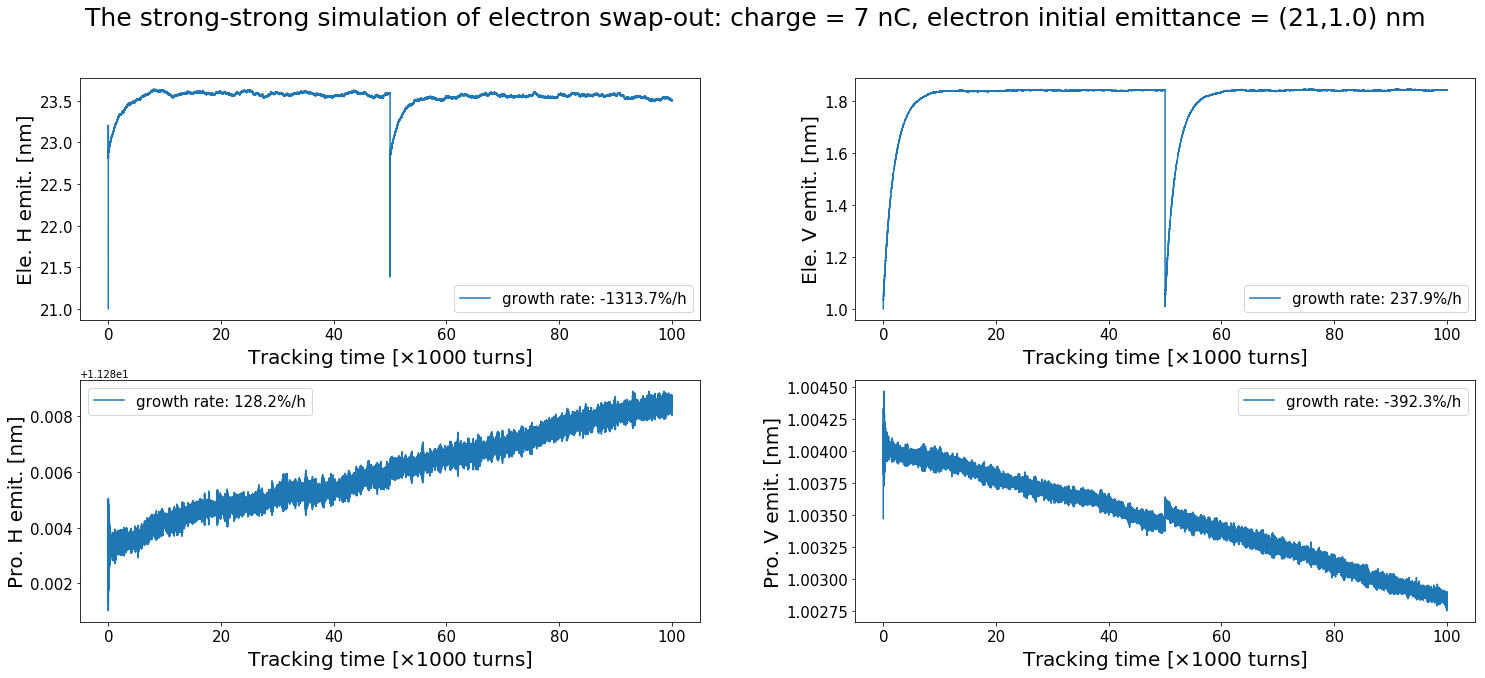 The strong-strong simulation of electron swap-out: charge = 7 nC, electron initial emittance = (21,1.0) nm
Ele. H emit. [nm]
23.5
23.0
22.5
22.0
21.5
21.0
growth rate: -1313.7%/h
0 20 40 60 80 100
Tracking time [×1000 turns]
Ele. V emit. [nm]
1.8
1.6
1.4
1.2
1.0
growth rate: 237.9%/h
0 20 40 60 80 100
Tracking time [×1000 turns]
+1.128e1
Pro. H emit. [nm]
0.008
0.006
0.004
0.002
growth rate: 128.2%/h
0 20 40 60 80 100
Tracking time [×1000 turns]
Pro. V emit. [nm]
1.00450
1.00425
1.00400
1.00375
1.00350
1.00325
1.00300
1.00275
growth rate: -392.3%/h
0 20 40 60 80 100
Tracking time [×1000 turns]